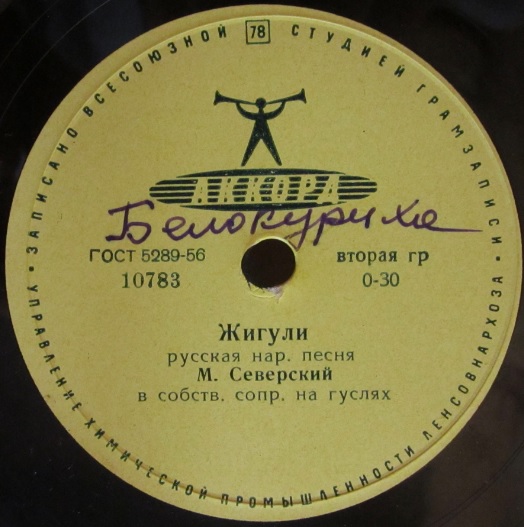 ЗАПИСАНО ВСЕСОЮЗНОЙ 78 СТУДИЕЙ ГРАМЗАПИСИ
АККОРД
Белокуриха
ГОСТ 5289-56
вторая гр
10783
0-30
Жигули
русская нар. песня
М. Северский
в собств. сопр. на гуслях
УПРАВЛЕНИЕ ХИМИЧЕСКОЙ ПРОМЫШЛЕННОСТИ ЛЕНСОВНАРХОЗА